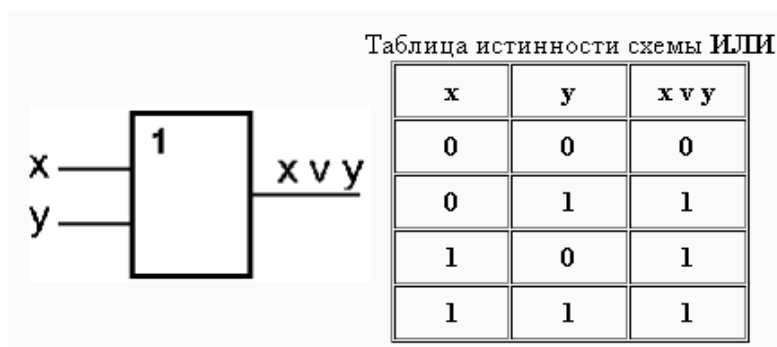 Таблица истинности схемы ИЛИ
x
y
1
x v y
x y x v y
0 0 0
0 1 1
1 0 1
1 1 1